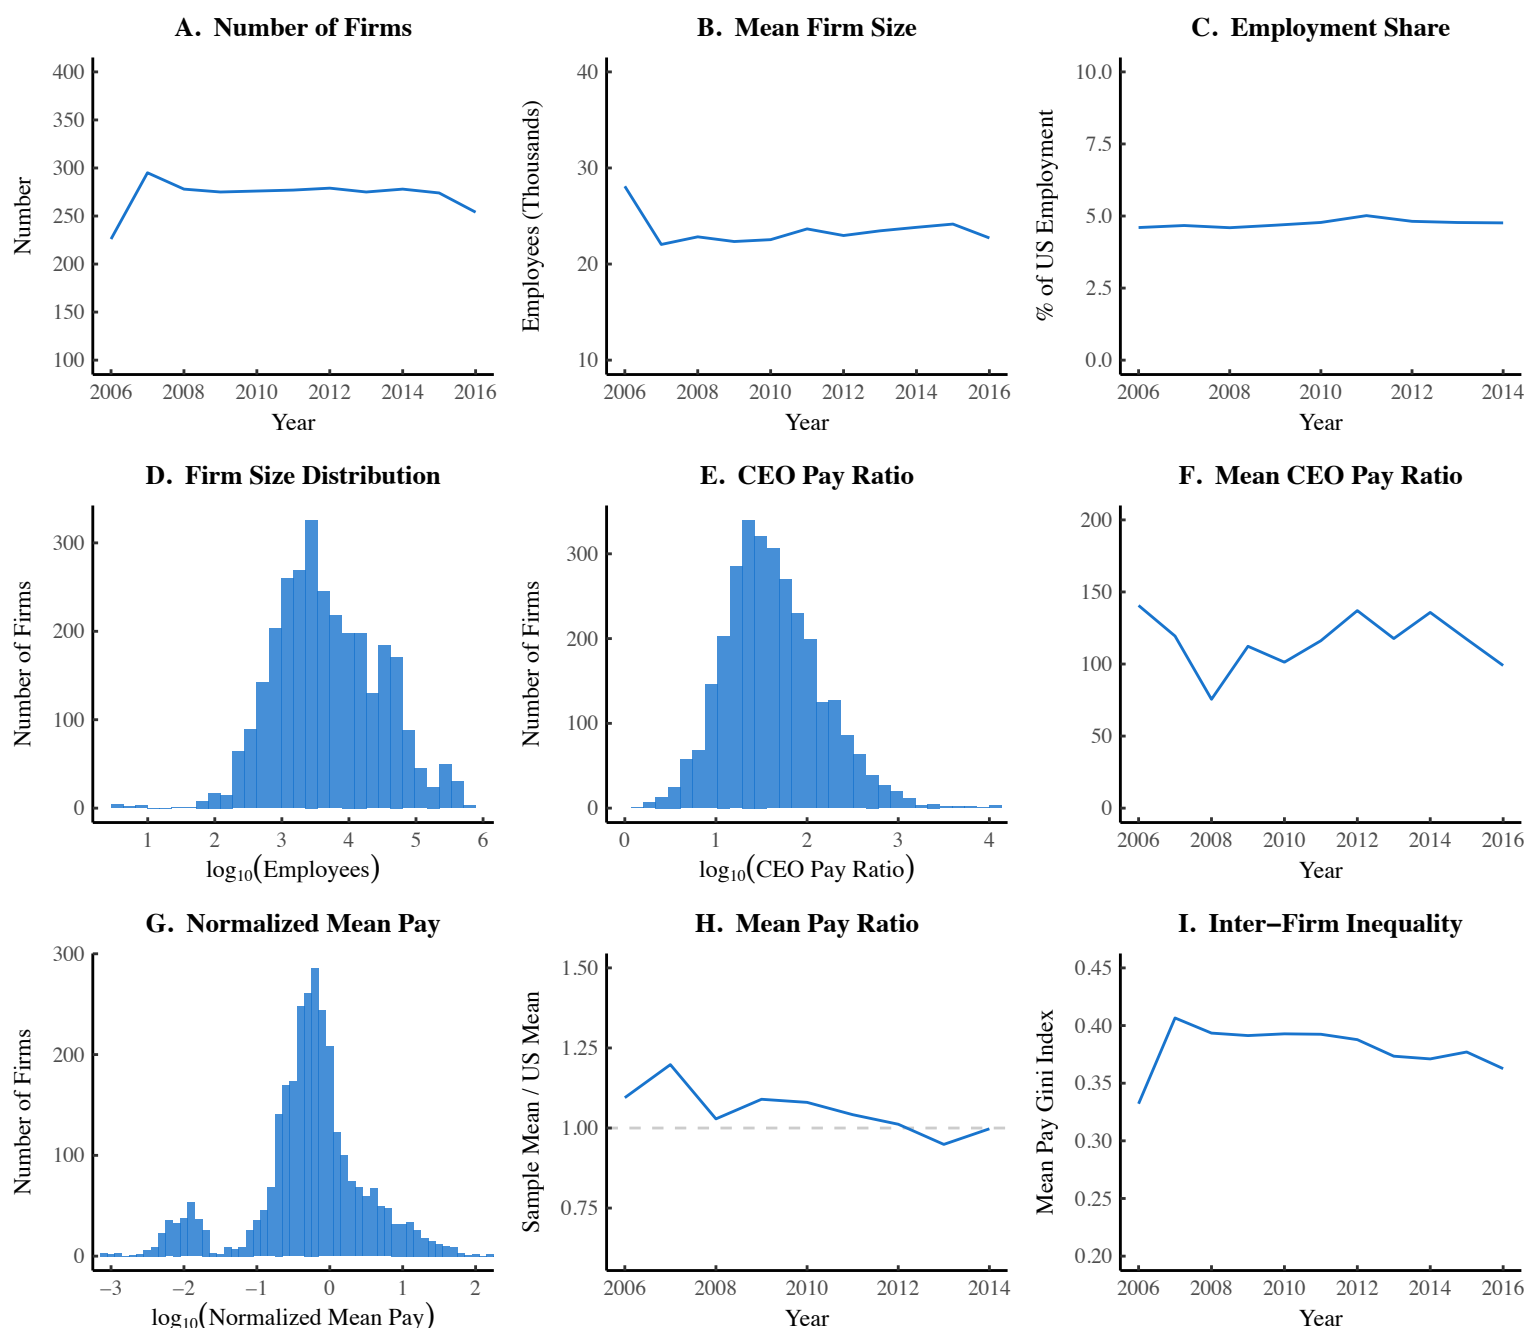 A. Number of Firms
400
350
300
250
200
150
100
Number
2006 2008 2010 2012 2014 2016
Year
B. Mean Firm Size
40
30
20
10
Employees (Thousands)
2006 2008 2010 2012 2014 2016
Year
C. Employment Share
10.0
7.5
5.0
2.5
0.0
% of US Employment
2006 2008 2010 2012 2014
Year
D. Firm Size Distribution
300
200
100
0
Number of Firms
1 2 3 4 5 6
log10(Employees)
E. CEO Pay Ratio
300
200
100
0
Number of Firms
0 1 2 3 4
log10(CEO Pay Ratio)
F. Mean CEO Pay Ratio
200
150
100
50
0
2006 2008 2010 2012 2014 2016
Year
G. Normalized Mean Pay
300
200
100
0
Number of Firms
−3 −2 −1 0 1 2
log10(Normalized Mean Pay)
H. Mean Pay Ratio
1.50
1.25
1.00
0.75
Sample Mean / US Mean
2006 2008 2010 2012 2014
Year
I. Inter−Firm Inequality
0.45
0.40
0.35
0.30
0.25
0.20
Mean Pay Gini Index
2006 2008 2010 2012 2014 2016
Year